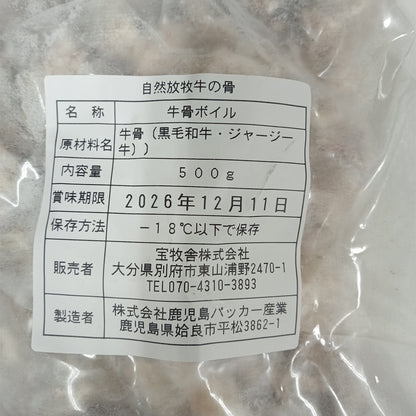 自然放牧牛の骨
名　称　牛骨ボイル
原材料名　牛骨（黒毛和牛・ジャージー
牛））
内容量　５００ｇ
賞味期限　2026年12月11日
保存方法　－１８℃以下で保存
販売者　宝牧舎株式会社
大分県別府市東山浦野2470-1
TEL070-4310-3893
製造者　株式会社鹿児島パッカー産業
鹿児島県姶良市平松3862-1